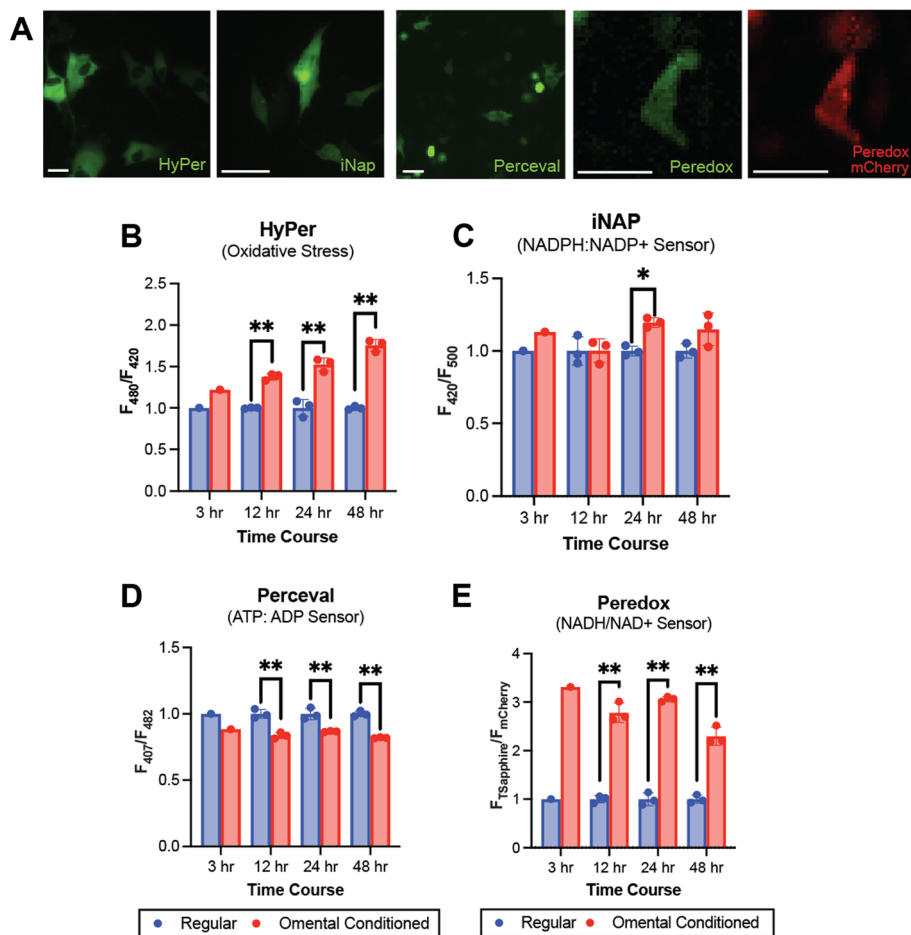 A
HyPer
iNap
Perceval
Peredox
Peredox
mCherry
B
HyPer
(Oxidative Stress)
F480/F420
2.5
2.0
1.5
1.0
0.5
0.0
**
**
**
3 hr 12 hr 24 hr 48 hr
Time Course
C
iNAP
(NADPH:NADP+ Sensor)
F420/F500
1.5
1.0
0.5
0.0
*
3 hr 12 hr 24 hr 48 hr
Time Course
D
Perceval
(ATP: ADP Sensor)
F407/F482
1.5
1.0
0.5
0.0
**
**
**
3 hr 12 hr 24 hr 48 hr
Time Course
Regular Omental Conditioned
E
Peredox
(NADH/NAD+ Sensor)
FTSapphire/FmCherry
4
3
2
1
0
**
**
**
3 hr 12 hr 24 hr 48 hr
Time Course
Regular Omental Conditioned